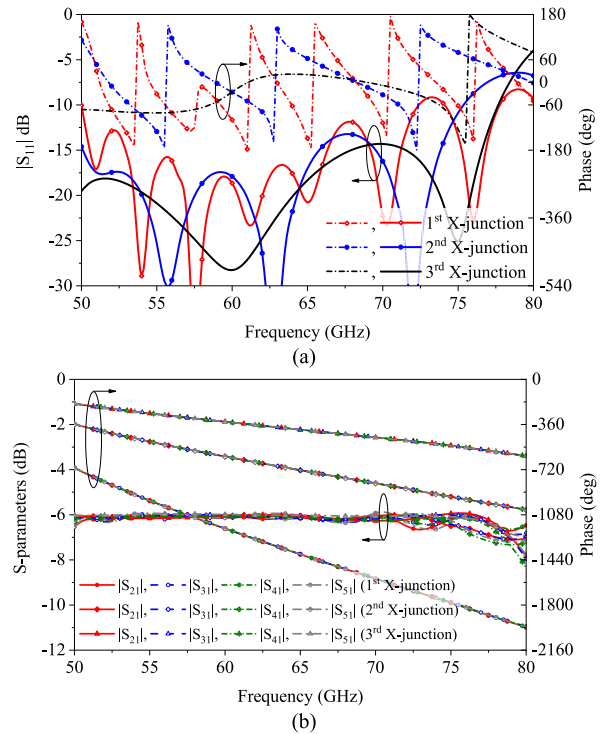 0 180
-5 60
-10 -60
-15 -180
-20 -360
-25
-30 -540
|S11| dB
Phase (deg)
, 1st X-junction
, 2nd X-junction
, 3rd X-junction
50 55 60 65 70 75 80
Frequency (GHz)
(a)
0 0
-2 -360
-4 -720
-6 -1080
-8 -1440
-10 -1800
-12 -2160
S-parameters (dB)
Phase (deg)
|S21|, |S31|, |S41|, |S51| (1st X-junction)
|S21|, |S31|, |S41|, |S51| (2nd X-junction)
|S21|, |S31|, |S41|, |S51| (3rd X-junction)
50 55 60 65 70 75 80
Frequency (GHz)
(b)